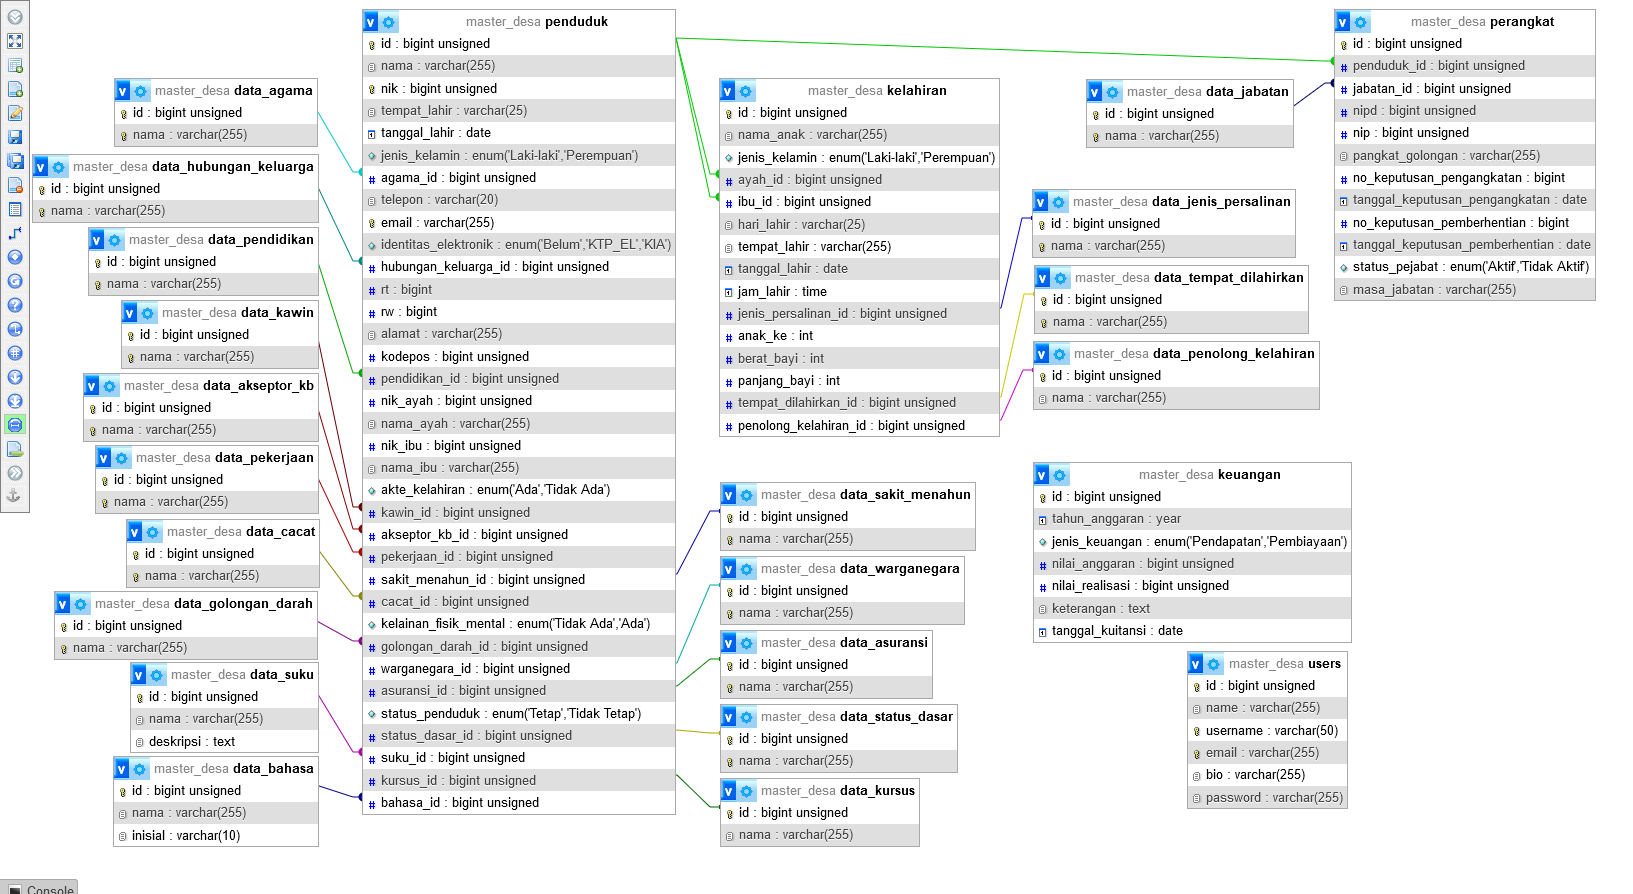 master_desa data_agama
id : bigint unsigned
nama : varchar(255)
master_desa data_hubungan_keluarga
id : bigint unsigned
nama : varchar(255)
master_desa data_pendidikan
id : bigint unsigned
nama : varchar(255)
master_desa data_kawin
id : bigint unsigned
nama : varchar(255)
master_desa data_akseptor_kb
id : bigint unsigned
nama : varchar(255)
master_desa data_pekerjaan
id : bigint unsigned
nama : varchar(255)
master_desa data_cacat
id : bigint unsigned
nama : varchar(255)
master_desa data_golongan_darah
id : bigint unsigned
nama : varchar(255)
master_desa data_suku
id : bigint unsigned
nama : varchar(255)
deskripsi : text
master_desa data_bahasa
id : bigint unsigned
nama : varchar(255)
inisial : varchar(10)
master_desa penduduk
id : bigint unsigned
nama : varchar(255)
nik : bigint unsigned
tempat_lahir : varchar(25)
tanggal_lahir : date
jenis_kelamin : enum('Laki-laki','Perempuan')
agama_id : bigint unsigned
telepon : varchar(20)
email : varchar(255)
identitas_elektronik : enum('Belum','KTP_EL','KIA')
hubungan_keluarga_id : bigint unsigned
rt : bigint
rw : bigint
alamat : varchar(255)
kodepos : bigint unsigned
pendidikan_id : bigint unsigned
nik_ayah : bigint unsigned
nama_ayah : varchar(255)
nik_ibu : bigint unsigned
nama_ibu : varchar(255)
akte_kelahiran : enum('Ada','Tidak Ada')
kawin_id : bigint unsigned
akseptor_kb_id : bigint unsigned
pekerjaan_id : bigint unsigned
sakit_menahun_id : bigint unsigned
cacat_id : bigint unsigned
kelainan_fisik_mental : enum('Tidak Ada','Ada')
golongan_darah_id : bigint unsigned
warganegara_id : bigint unsigned
asuransi_id : bigint unsigned
status_penduduk : enum('Tetap','Tidak Tetap')
status_dasar_id : bigint unsigned
suku_id : bigint unsigned
kursus_id : bigint unsigned
bahasa_id : bigint unsigned
master_desa kelahiran
id : bigint unsigned
nama_anak : varchar(255)
jenis_kelamin : enum('Laki-laki','Perempuan')
ayah_id : bigint unsigned
ibu_id : bigint unsigned
hari_lahir : varchar(25)
tempat_lahir : varchar(255)
tanggal_lahir : date
jam_lahir : time
jenis_persalinan_id : bigint unsigned
anak_ke : int
berat_bayi : int
panjang_bayi : int
tempat_dilahirkan_id : bigint unsigned
penolong_kelahiran_id : bigint unsigned
master_desa data_sakit_menahun
id : bigint unsigned
nama : varchar(255)
master_desa data_warganegara
id : bigint unsigned
nama : varchar(255)
master_desa data_asuransi
id : bigint unsigned
nama : varchar(255)
master_desa data_status_dasar
id : bigint unsigned
nama : varchar(255)
master_desa data_kursus
id : bigint unsigned
nama : varchar(255)
master_desa data_jabatan
id : bigint unsigned
nama : varchar(255)
master_desa data_jenis_persalinan
id : bigint unsigned
nama : varchar(255)
master_desa data_tempat_dilahirkan
id : bigint unsigned
nama : varchar(255)
master_desa data_penolong_kelahiran
id : bigint unsigned
nama : varchar(255)
master_desa keuangan
id : bigint unsigned
tahun_anggaran : year
jenis_keuangan : enum('Pendapatan','Pembiayaan')
nilai_anggaran : bigint unsigned
nilai_realisasi : bigint unsigned
keterangan : text
tanggal_kuitansi : date
master_desa users
id : bigint unsigned
name : varchar(255)
username : varchar(50)
email : varchar(255)
bio : varchar(255)
password : varchar(255)
master_desa perangkat
id : bigint unsigned
penduduk_id : bigint unsigned
jabatan_id : bigint unsigned
nipd : bigint unsigned
nip : bigint unsigned
pangkat_golongan : varchar(255)
no_keputusan_pengangkatan : bigint
tanggal_keputusan_pengangkatan : date
no_keputusan_pemberhentian : bigint
tanggal_keputusan_pemberhentian : date
status_pejabat : enum('Aktif','Tidak Aktif')
masa_jabatan : varchar(255)
Console